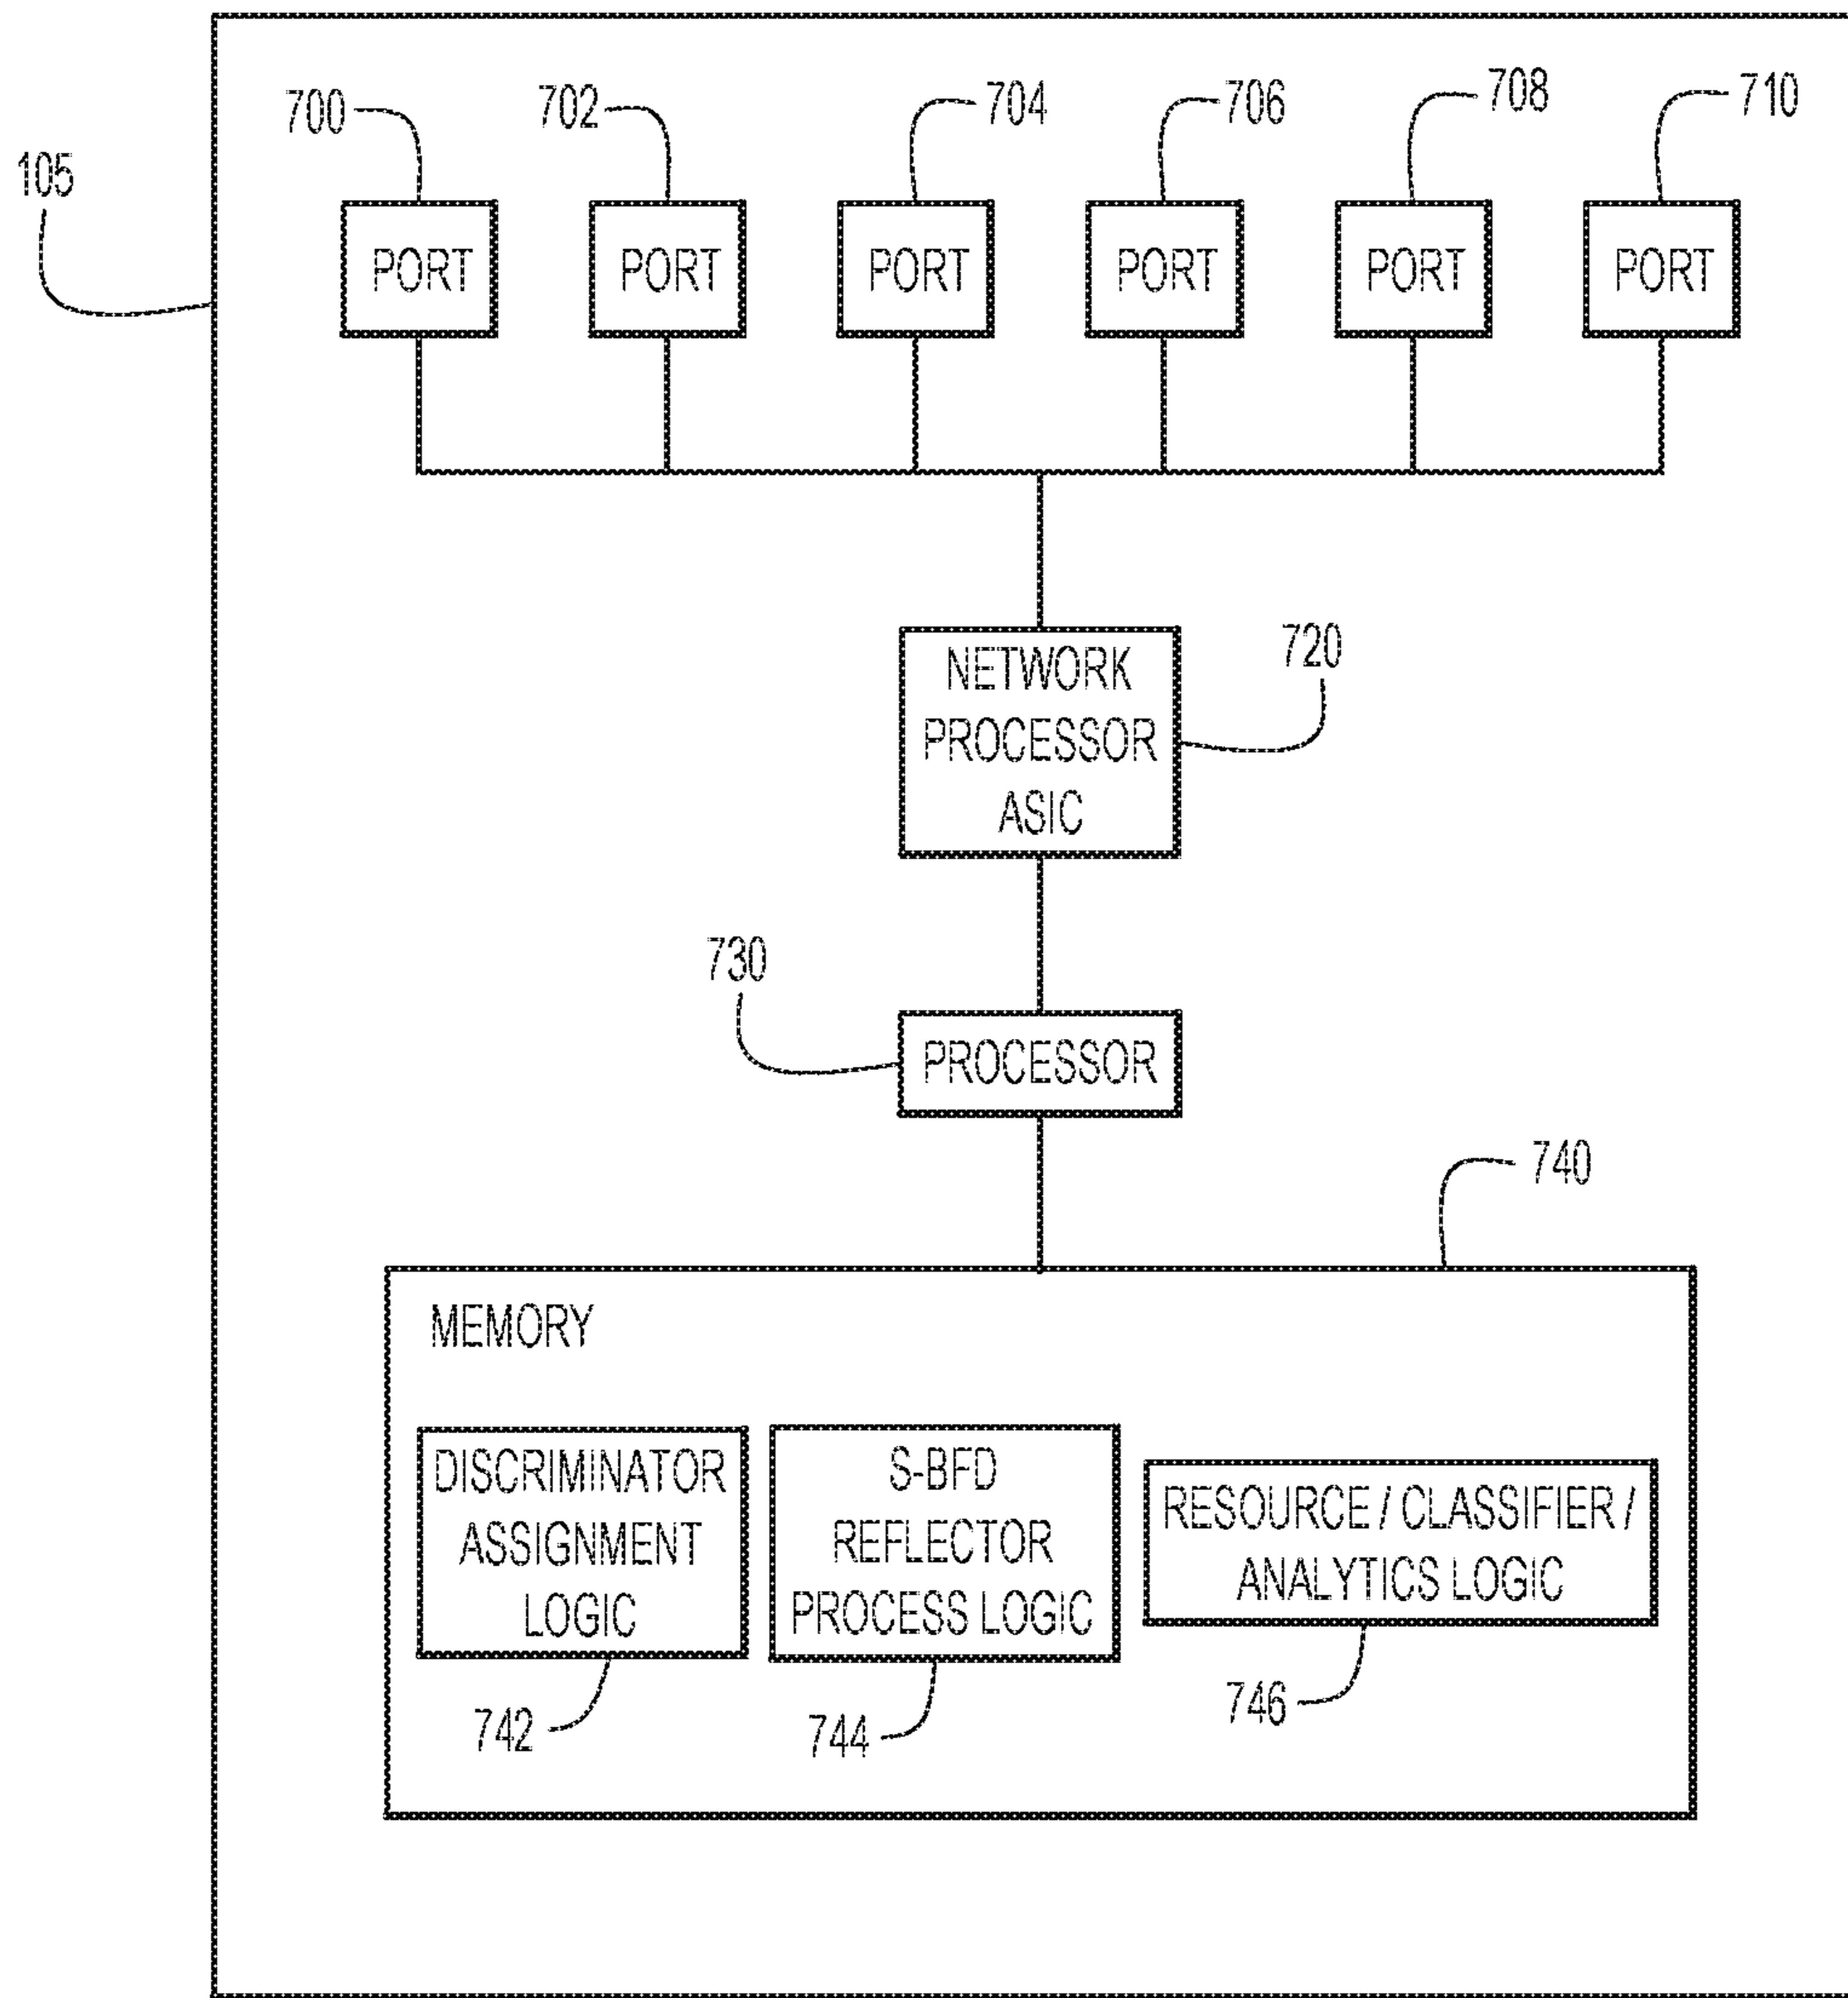 700 702 704 706 708 710
105
PORT PORT PORT PORT PORT PORT
720
NETWORK
PROCESSOR
ASIC
730
PROCESSOR
740
MEMORY
DISCRIMINATOR
ASSIGNMENT
LOGIC
742
S-BFD
REFLECTOR
PROCESS LOGIC
744
RESOURCE / CLASSIFIER /
ANALYTICS LOGIC
746